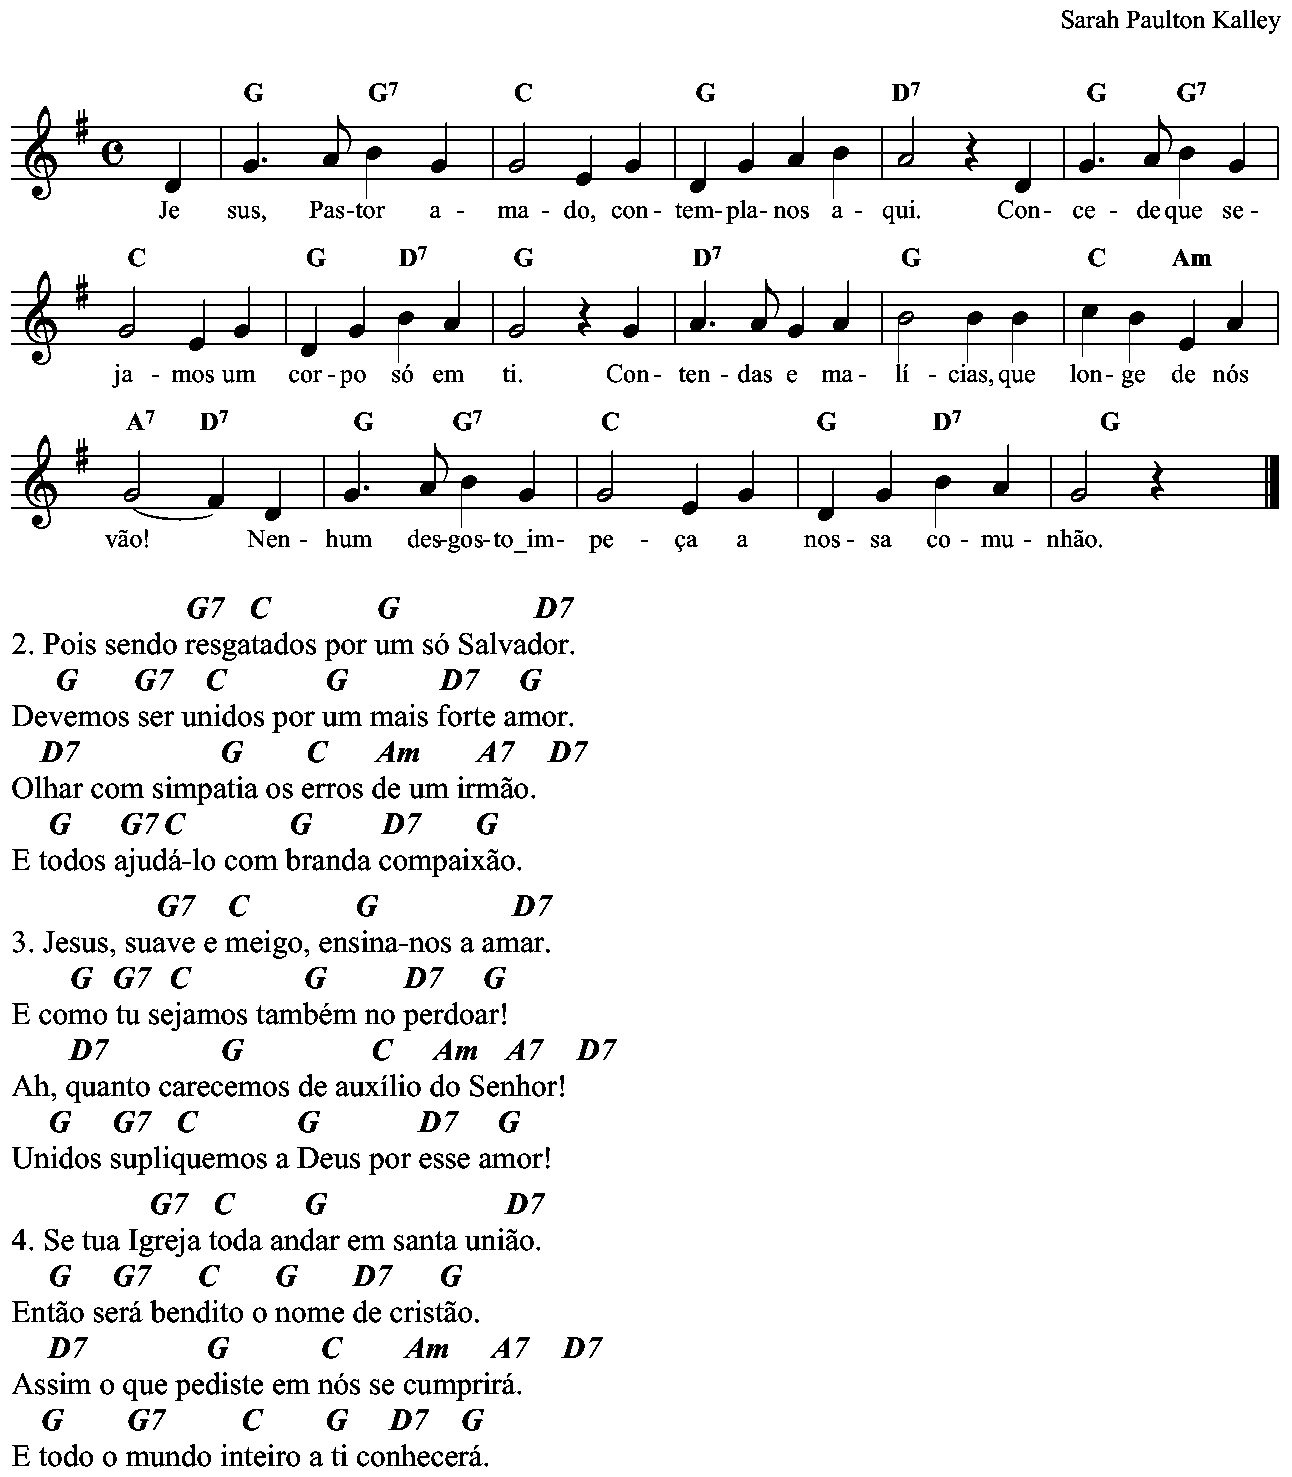 Sarah Paulton Kalley
G G7 C G D7 G G7
Je sus, Pas-tor a - ma - do, con - tem - pla - nos a - qui. Con - ce - de que se -
C G D7 G D7 G C Am
ja - mos um cor - po só em ti. Con - ten - das e ma - lí - cias, que lon - ge de nós
A7 D7 G G7 C G D7 G
vão! Nen - hum des-gos-to_im - pe - ça a nos - sa co - mu - nhão.
G7 C G D7
2. Pois sendo resgatados por um só Salvador.
G G7 C G D7 G
Devemos ser unidos por um mais forte amor.
D7 G C Am A7 D7
Olhar com simpatia os erros de um irmão.
G G7 C G D7 G
E todos ajudá-lo com branda compaixão.
G7 C G D7
3. Jesus, suave e meigo, ensina-nos a amar.
G G7 C G D7 G
E como tu sejamos também no perdoar!
D7 G C Am A7 D7
Ah, quanto carecemos de auxílio do Senhor!
G G7 C G D7 G
Unidos supliquemos a Deus por esse amor!
G7 C G D7
4. Se tua Igreja toda andar em santa união.
G G7 C G D7 G
Então será bendito o nome de cristão.
D7 G C Am A7 D7
Assim o que pediste em nós se cumprirá.
G G7 C G D7 G
E todo o mundo inteiro a ti conhecerá.